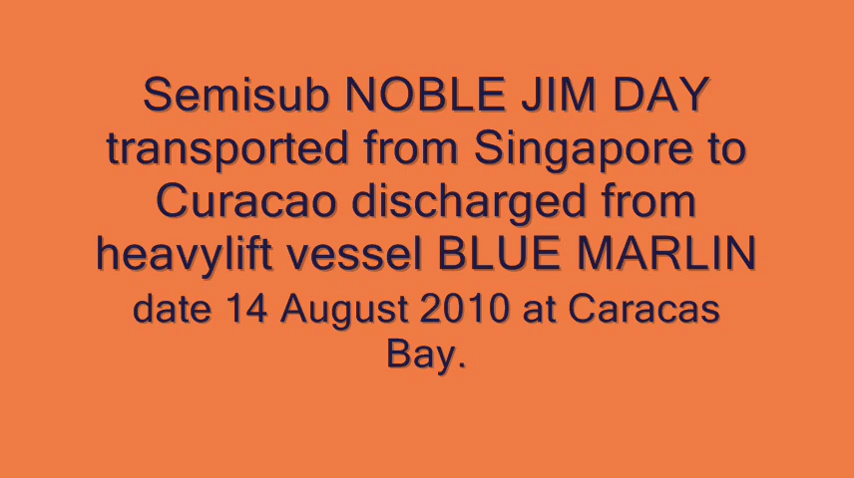 Semisub NOBLE JIM DAY
transported from Singapore to
Curacao discharged from
heavylift vessel BLUE MARLIN
date 14 August 2010 at Caracas
Bay.